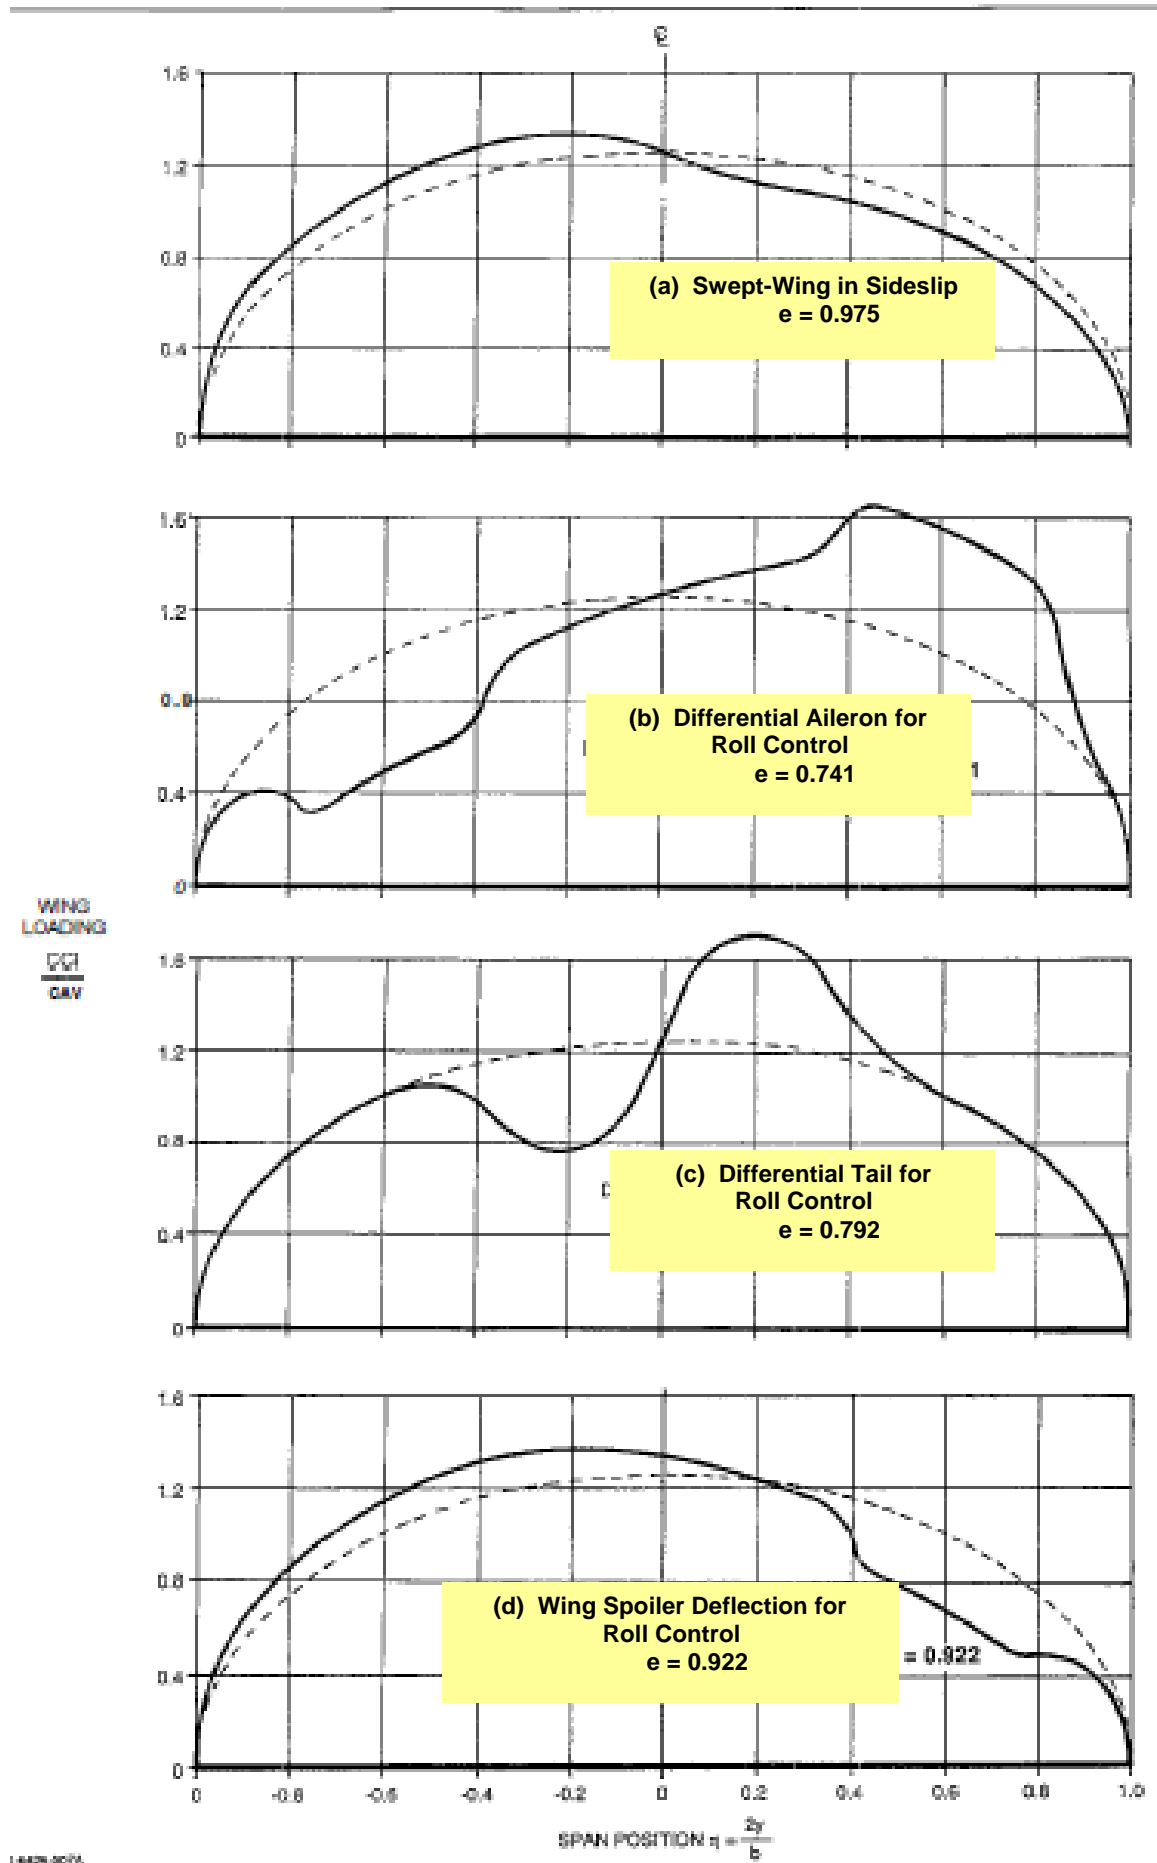 1.6
1.2
0.8
0.4
0
(a) Swept-Wing in Sideslip
e = 0.975
1.6
1.2
0.8
0.4
0
(b) Differential Aileron for
Roll Control
e = 0.741
1
WING
LOADING
CAV
1.6
1.2
0.8
0.4
0
(c) Differential Tail for
Roll Control
e = 0.792
D
1.6
1.2
0.8
0.4
0
(d) Wing Spoiler Deflection for
Roll Control
e = 0.922
= 0.922
0 -0.8 -0.6 -0.4 -0.2 0 0.2 0.4 0.6 0.8 1.0
SPAN POSITION η = 2y
b